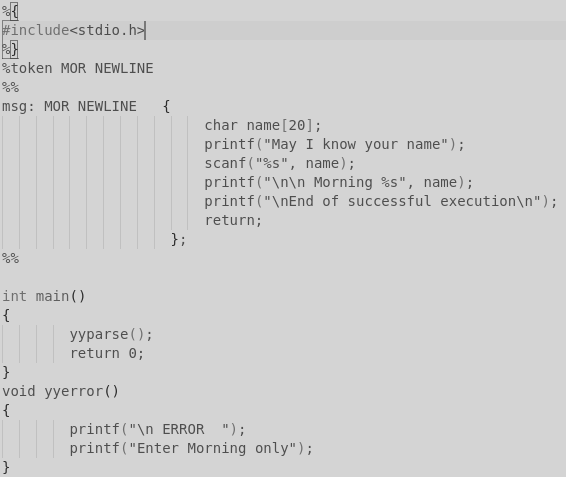 %{
#include<stdio.h>
%}
%token MOR NEWLINE
%%
msg: MOR NEWLINE   {
                        char name[20];
                        printf("May I know your name");
                        scanf("%s", name);
                        printf("\n\n Morning %s", name);
                        printf("\nEnd of successful execution\n");
                        return;
                    };
%%

int main()
{
        yyparse();
        return 0;
}
void yyerror()
{
        printf("\n ERROR  ");
        printf("Enter Morning only");
}